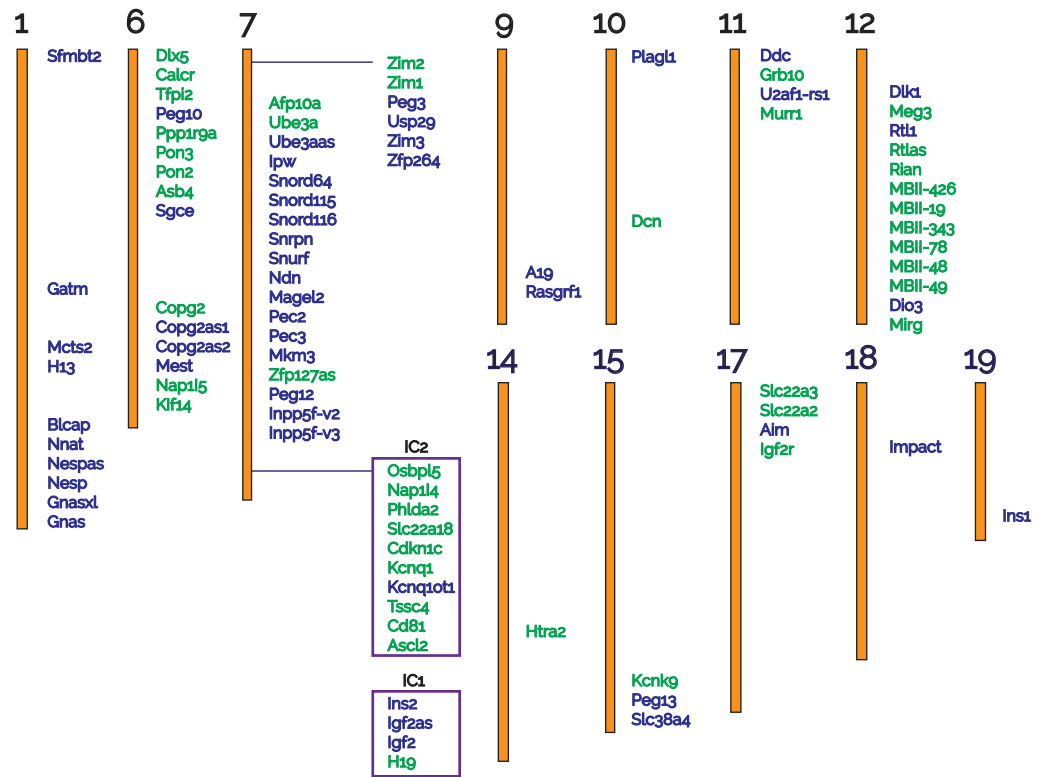 1
Sfmbt2
Gatm
Mcts2
H13
Blcap
Nnat
Nespas
Nesp
Gnasxl
Gnas
6
Dlx5
Calcr
Tfpi2
Peg10
Ppp1r9a
Pon3
Pon2
Asb4
Sgce
Copg2
Copg2as1
Copg2as2
Mest
Nap1l5
Klf14
7
Zim2
Zim1
Peg3
Usp29
Zim3
Zfp264
Afp10a
Ube3a
Ube3aas
Ipw
Snord64
Snord115
Snord116
Snrpn
Snurf
Ndn
Magel2
Pec2
Pec3
Mkm3
Zfp127as
Peg12
Inpp5f-v2
Inpp5f-v3
IC2
Osbpl5
Nap1l4
Phlda2
Slc22a18
Cdkn1c
Kcnq1
Kcnq1ot1
Tssc4
Cd81
Ascl2
IC1
Ins2
Igf2as
Igf2
H19
9
A19
Rasgrf1
10
Plagl1
Dcn
11
Ddc
Grb10
U2af1-rs1
Murr1
12
Dlk1
Meg3
Rtl1
Rtlas
Rian
MBII-426
MBII-19
MBII-343
MBII-78
MBII-48
MBII-49
Dio3
Mirg
14
Htra2
15
Kcnk9
Peg13
Slc38a4
17
Slc22a3
Slc22a2
Aim
Igf2r
18
Impact
19
Ins1